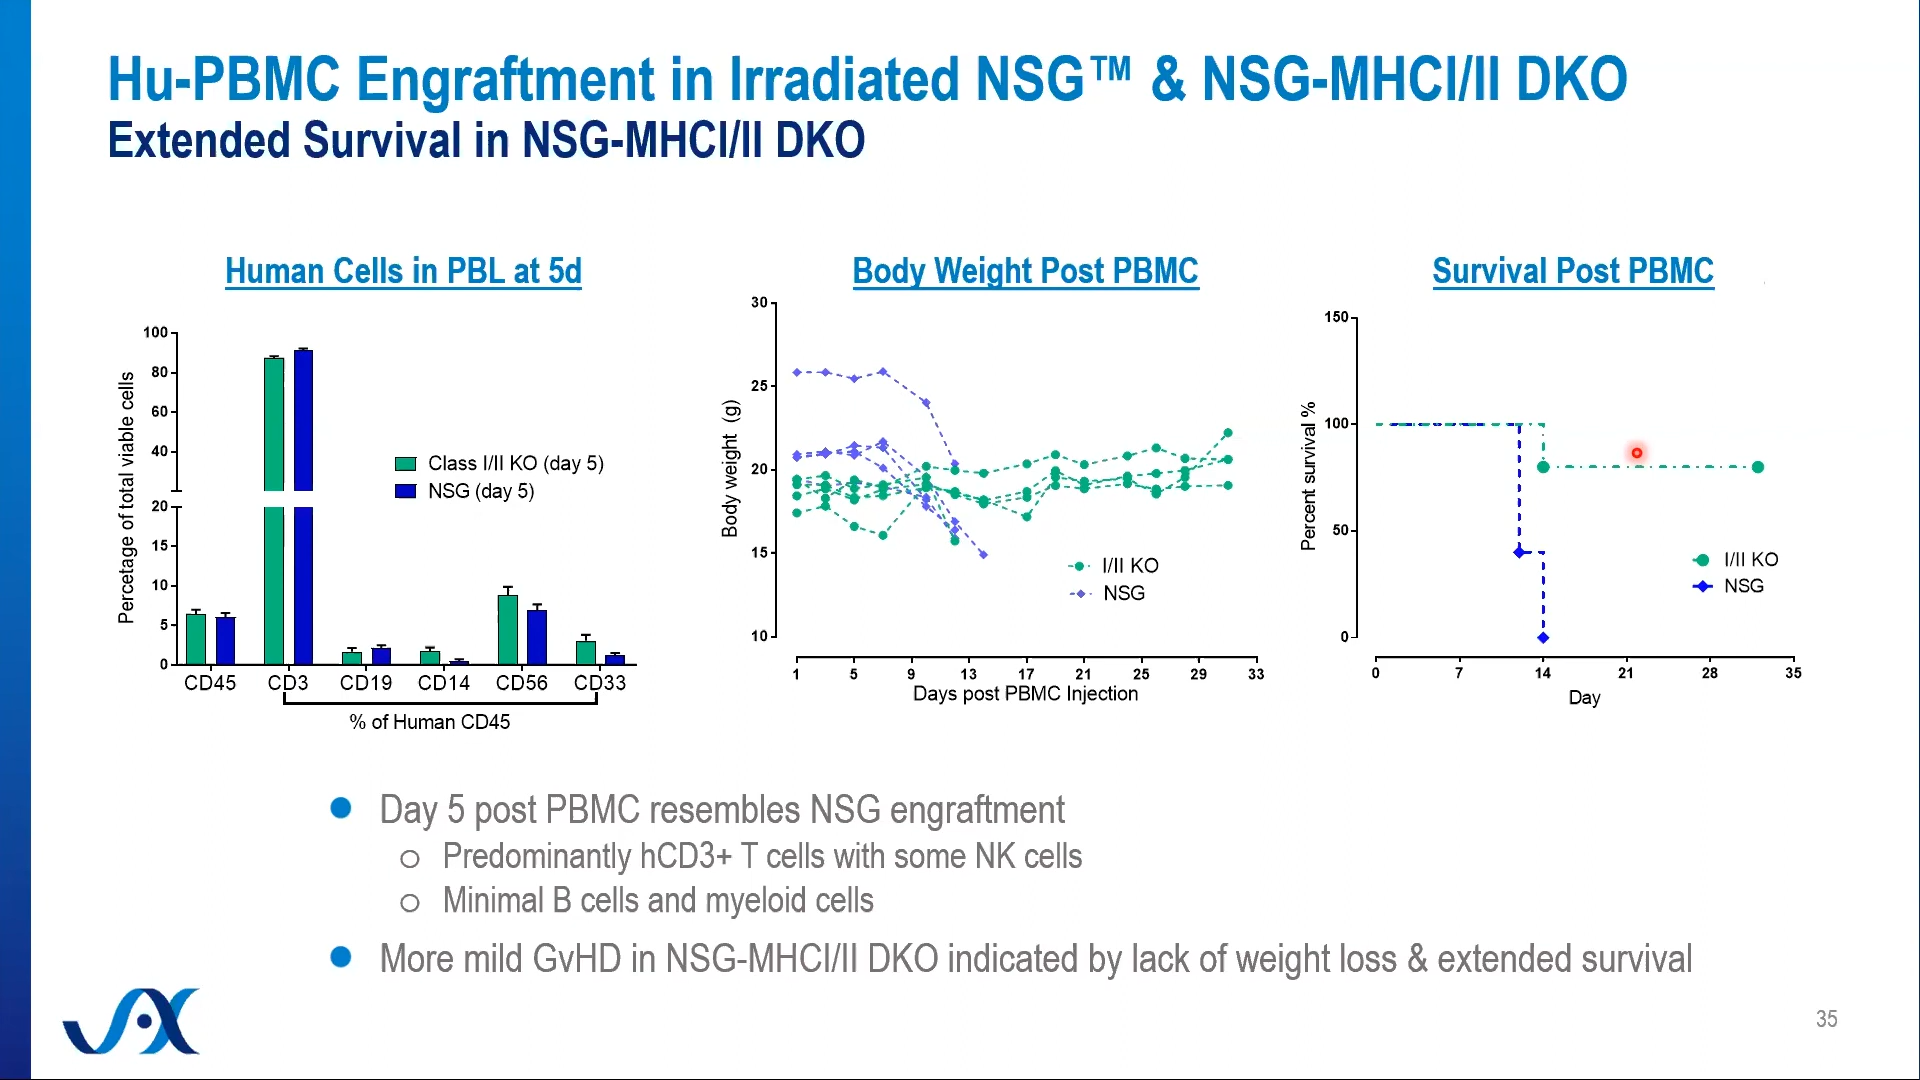 Hu-PBMC Engraftment in Irradiated NSG™ & NSG-MHCI/II DKO
Extended Survival in NSG-MHCI/II DKO
Human Cells in PBL at 5d
Percetage of total viable cells
100
80
60
40
20
15
10
5
0
Class I/II KO (day 5)
NSG (day 5)
CD45 CD3 CD19 CD14 CD56 CD33
% of Human CD45
Body Weight Post PBMC
Body weight (g)
30
25
20
15
10
I/II KO
NSG
1 5 9 13 17 21 25 29 33
Days post PBMC Injection
Survival Post PBMC
Percent survival %
150
100
50
0
I/II KO
NSG
0 7 14 21 28 35
Day
Day 5 post PBMC resembles NSG engraftment
Predominantly hCD3+ T cells with some NK cells
Minimal B cells and myeloid cells
More mild GvHD in NSG-MHCI/II DKO indicated by lack of weight loss & extended survival
JAX
35